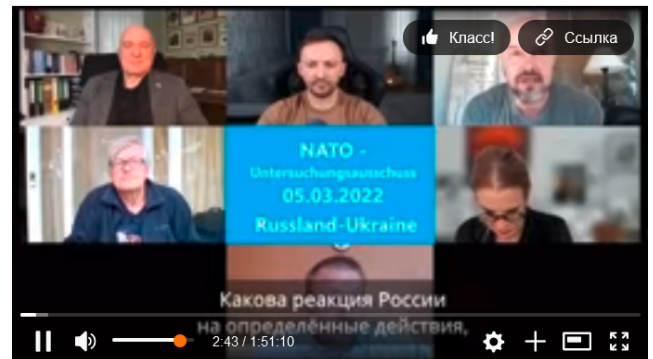 Класс!
Ссылка
NATO -
Untersuchungsausschuss
05.03.2022
Russland-Ukraine
Какова реакция России
на определённые действия,
2:43 / 1:51:10